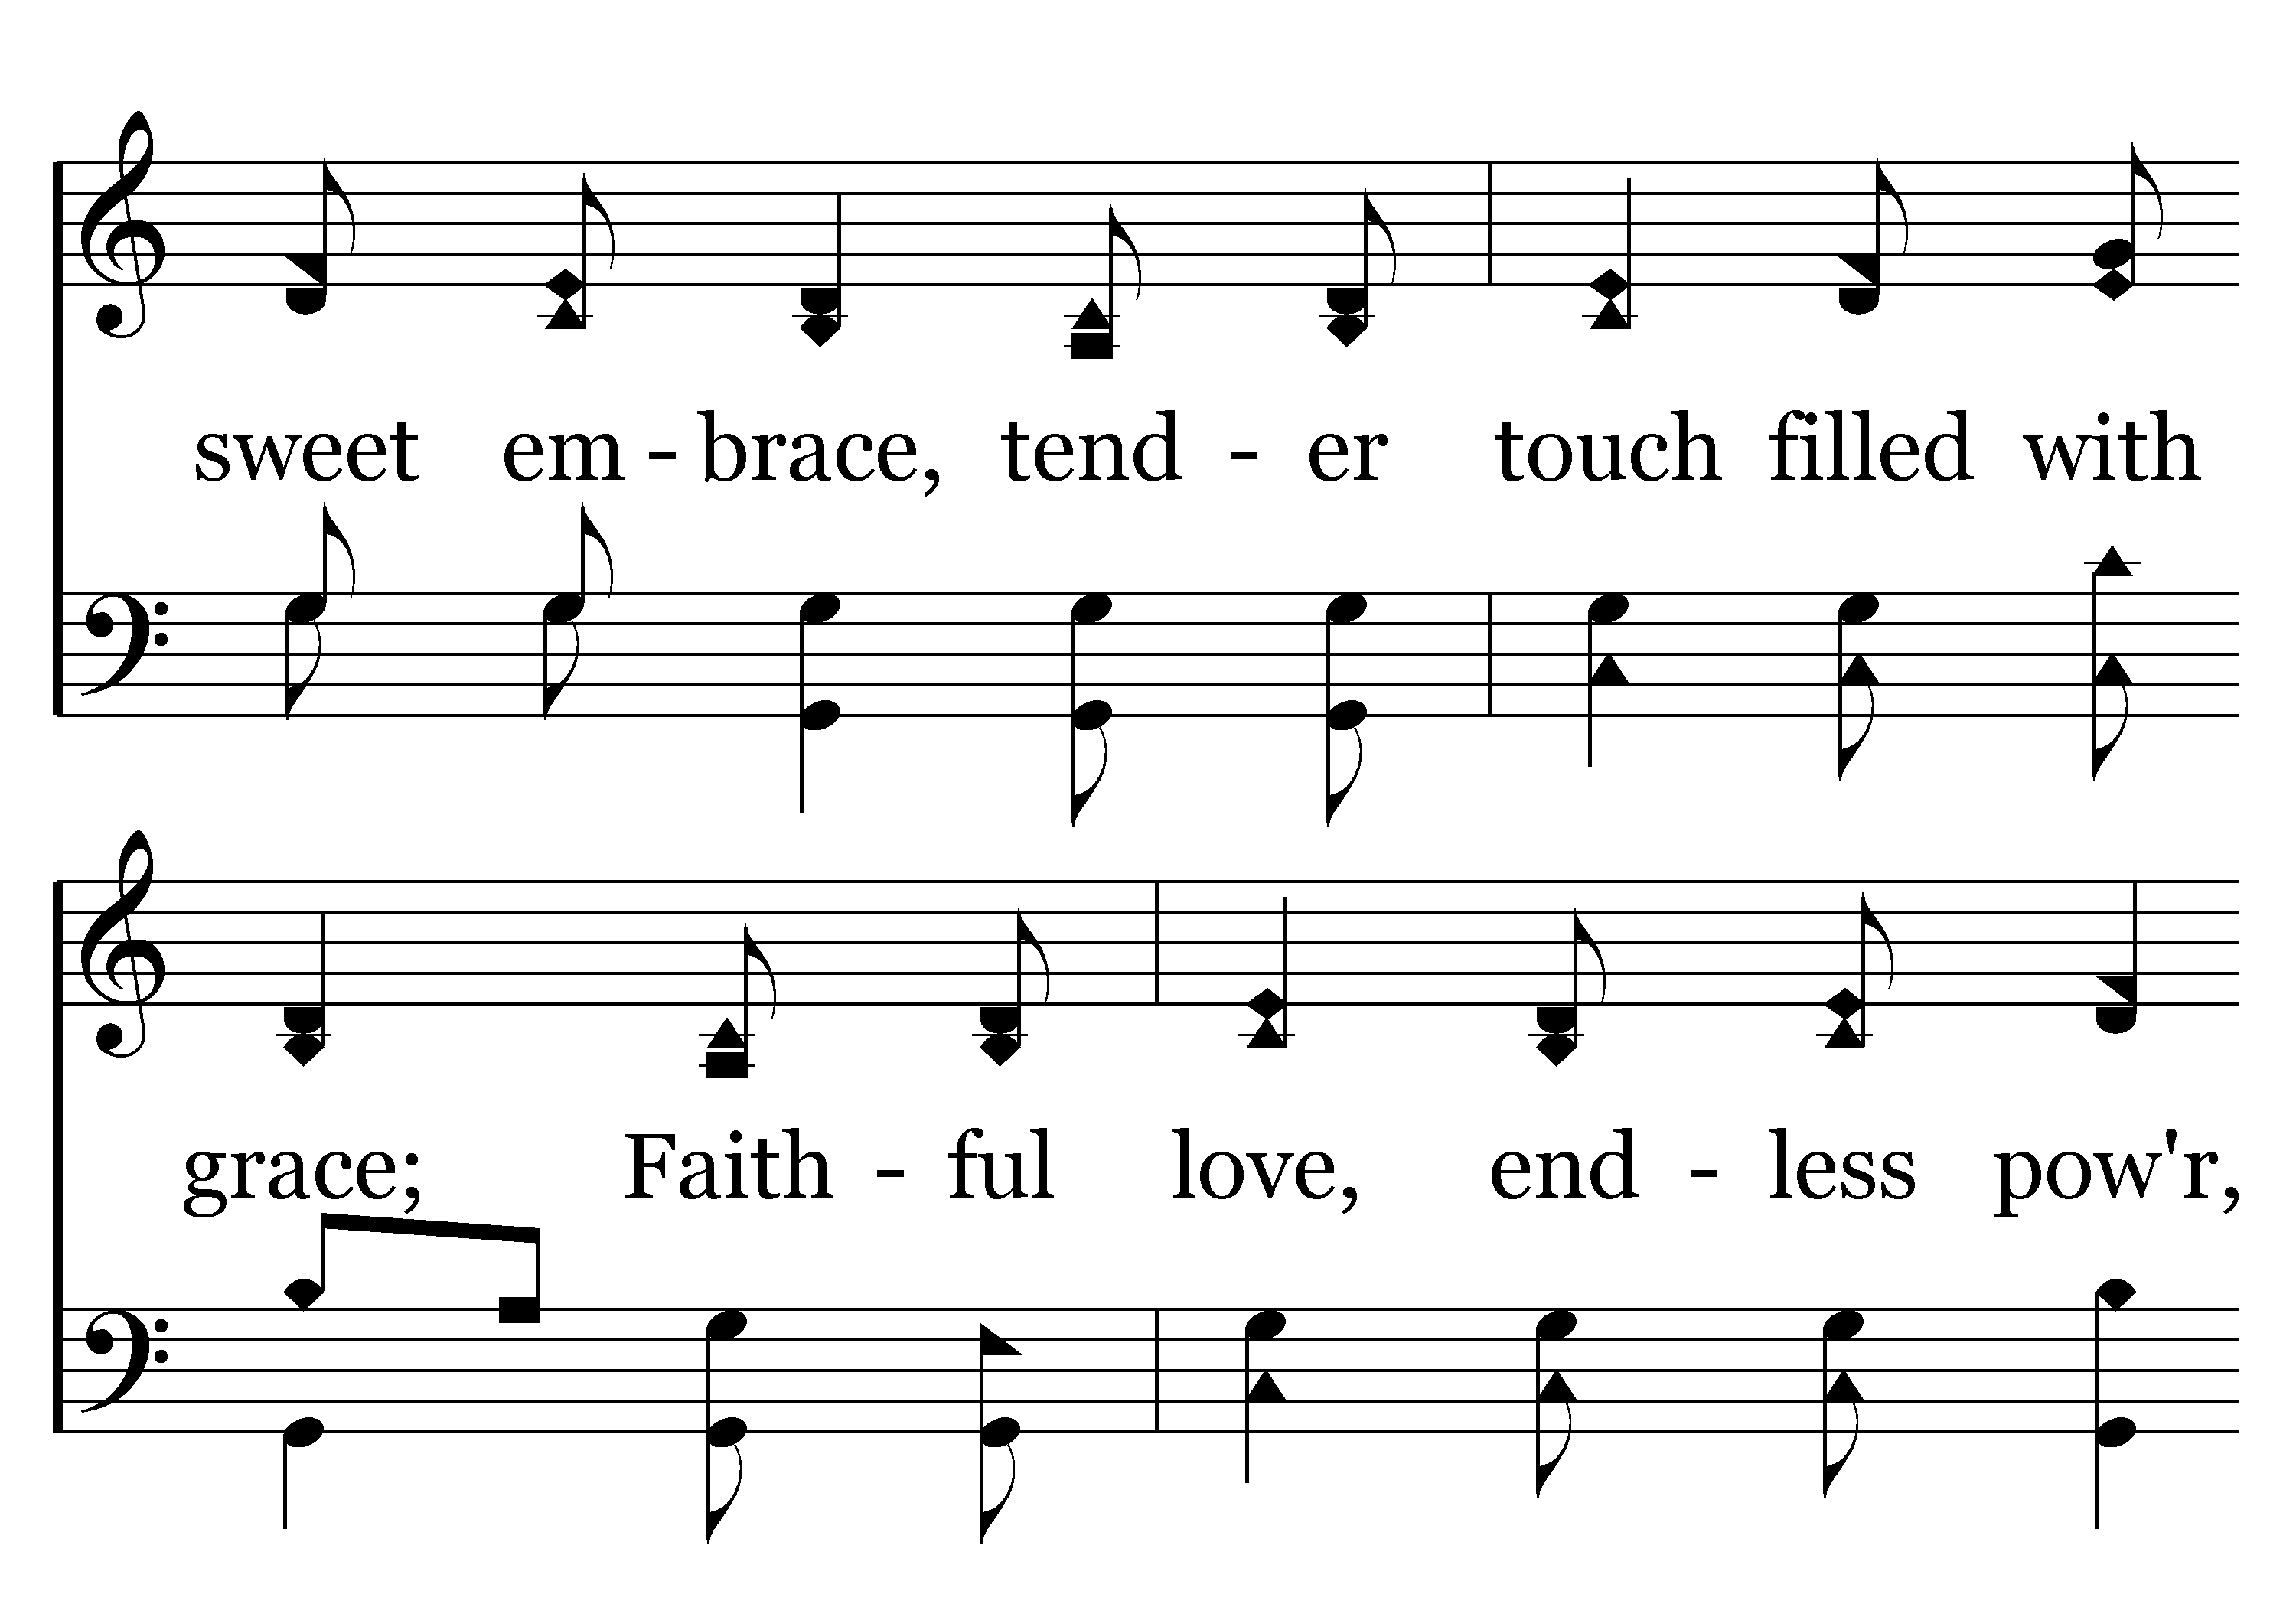 sweet em - brace, tend - er touch filled with
grace; Faith - ful love, end - less pow'r,